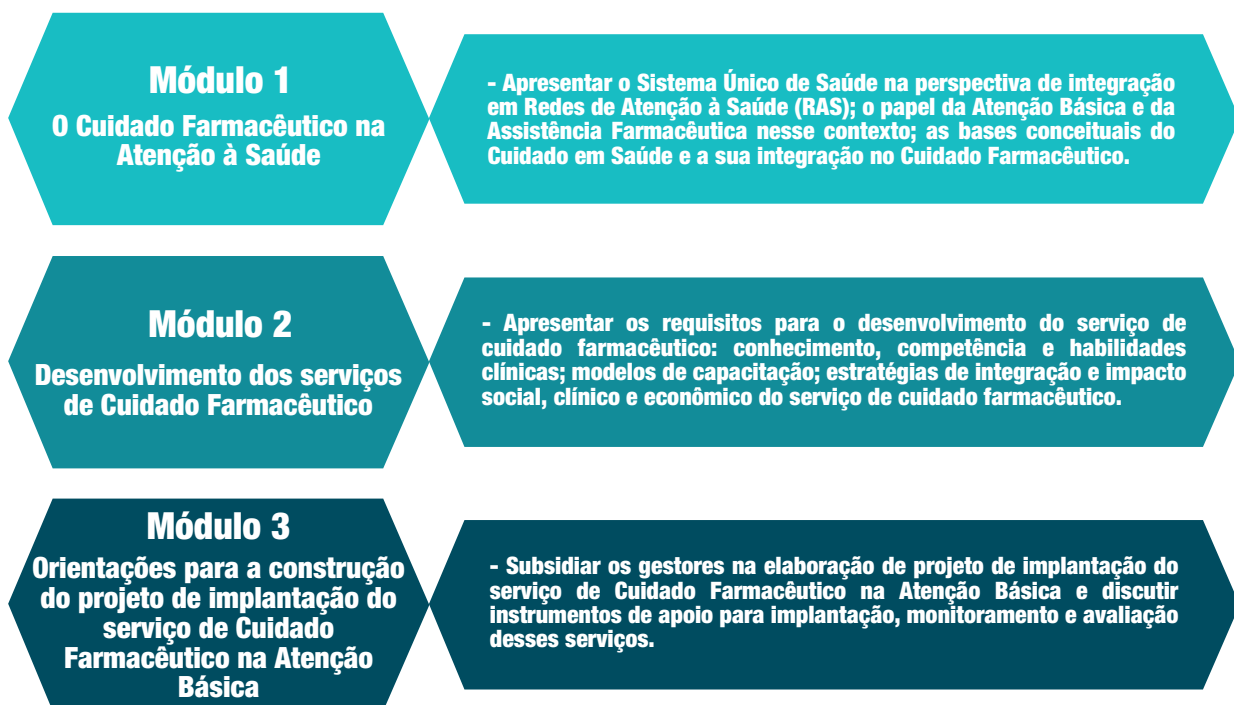 Módulo 1
O Cuidado Farmacêutico na
Atenção à Saúde
- Apresentar o Sistema Único de Saúde na perspectiva de integração
em Redes de Atenção à Saúde (RAS); o papel da Atenção Básica e da
Assistência Farmacêutica nesse contexto; as bases conceituais do
Cuidado em Saúde e a sua integração no Cuidado Farmacêutico.
Módulo 2
Desenvolvimento dos serviços
de Cuidado Farmacêutico
- Apresentar os requisitos para o desenvolvimento do serviço de
cuidado farmacêutico: conhecimento, competência e habilidades
clínicas; modelos de capacitação; estratégias de integração e impacto
social, clínico e econômico do serviço de cuidado farmacêutico.
Módulo 3
Orientações para a construção
do projeto de implantação do
serviço de Cuidado
Farmacêutico na Atenção
Básica
- Subsidiar os gestores na elaboração de projeto de implantação do
serviço de Cuidado Farmacêutico na Atenção Básica e discutir
instrumentos de apoio para implantação, monitoramento e avaliação
desses serviços.